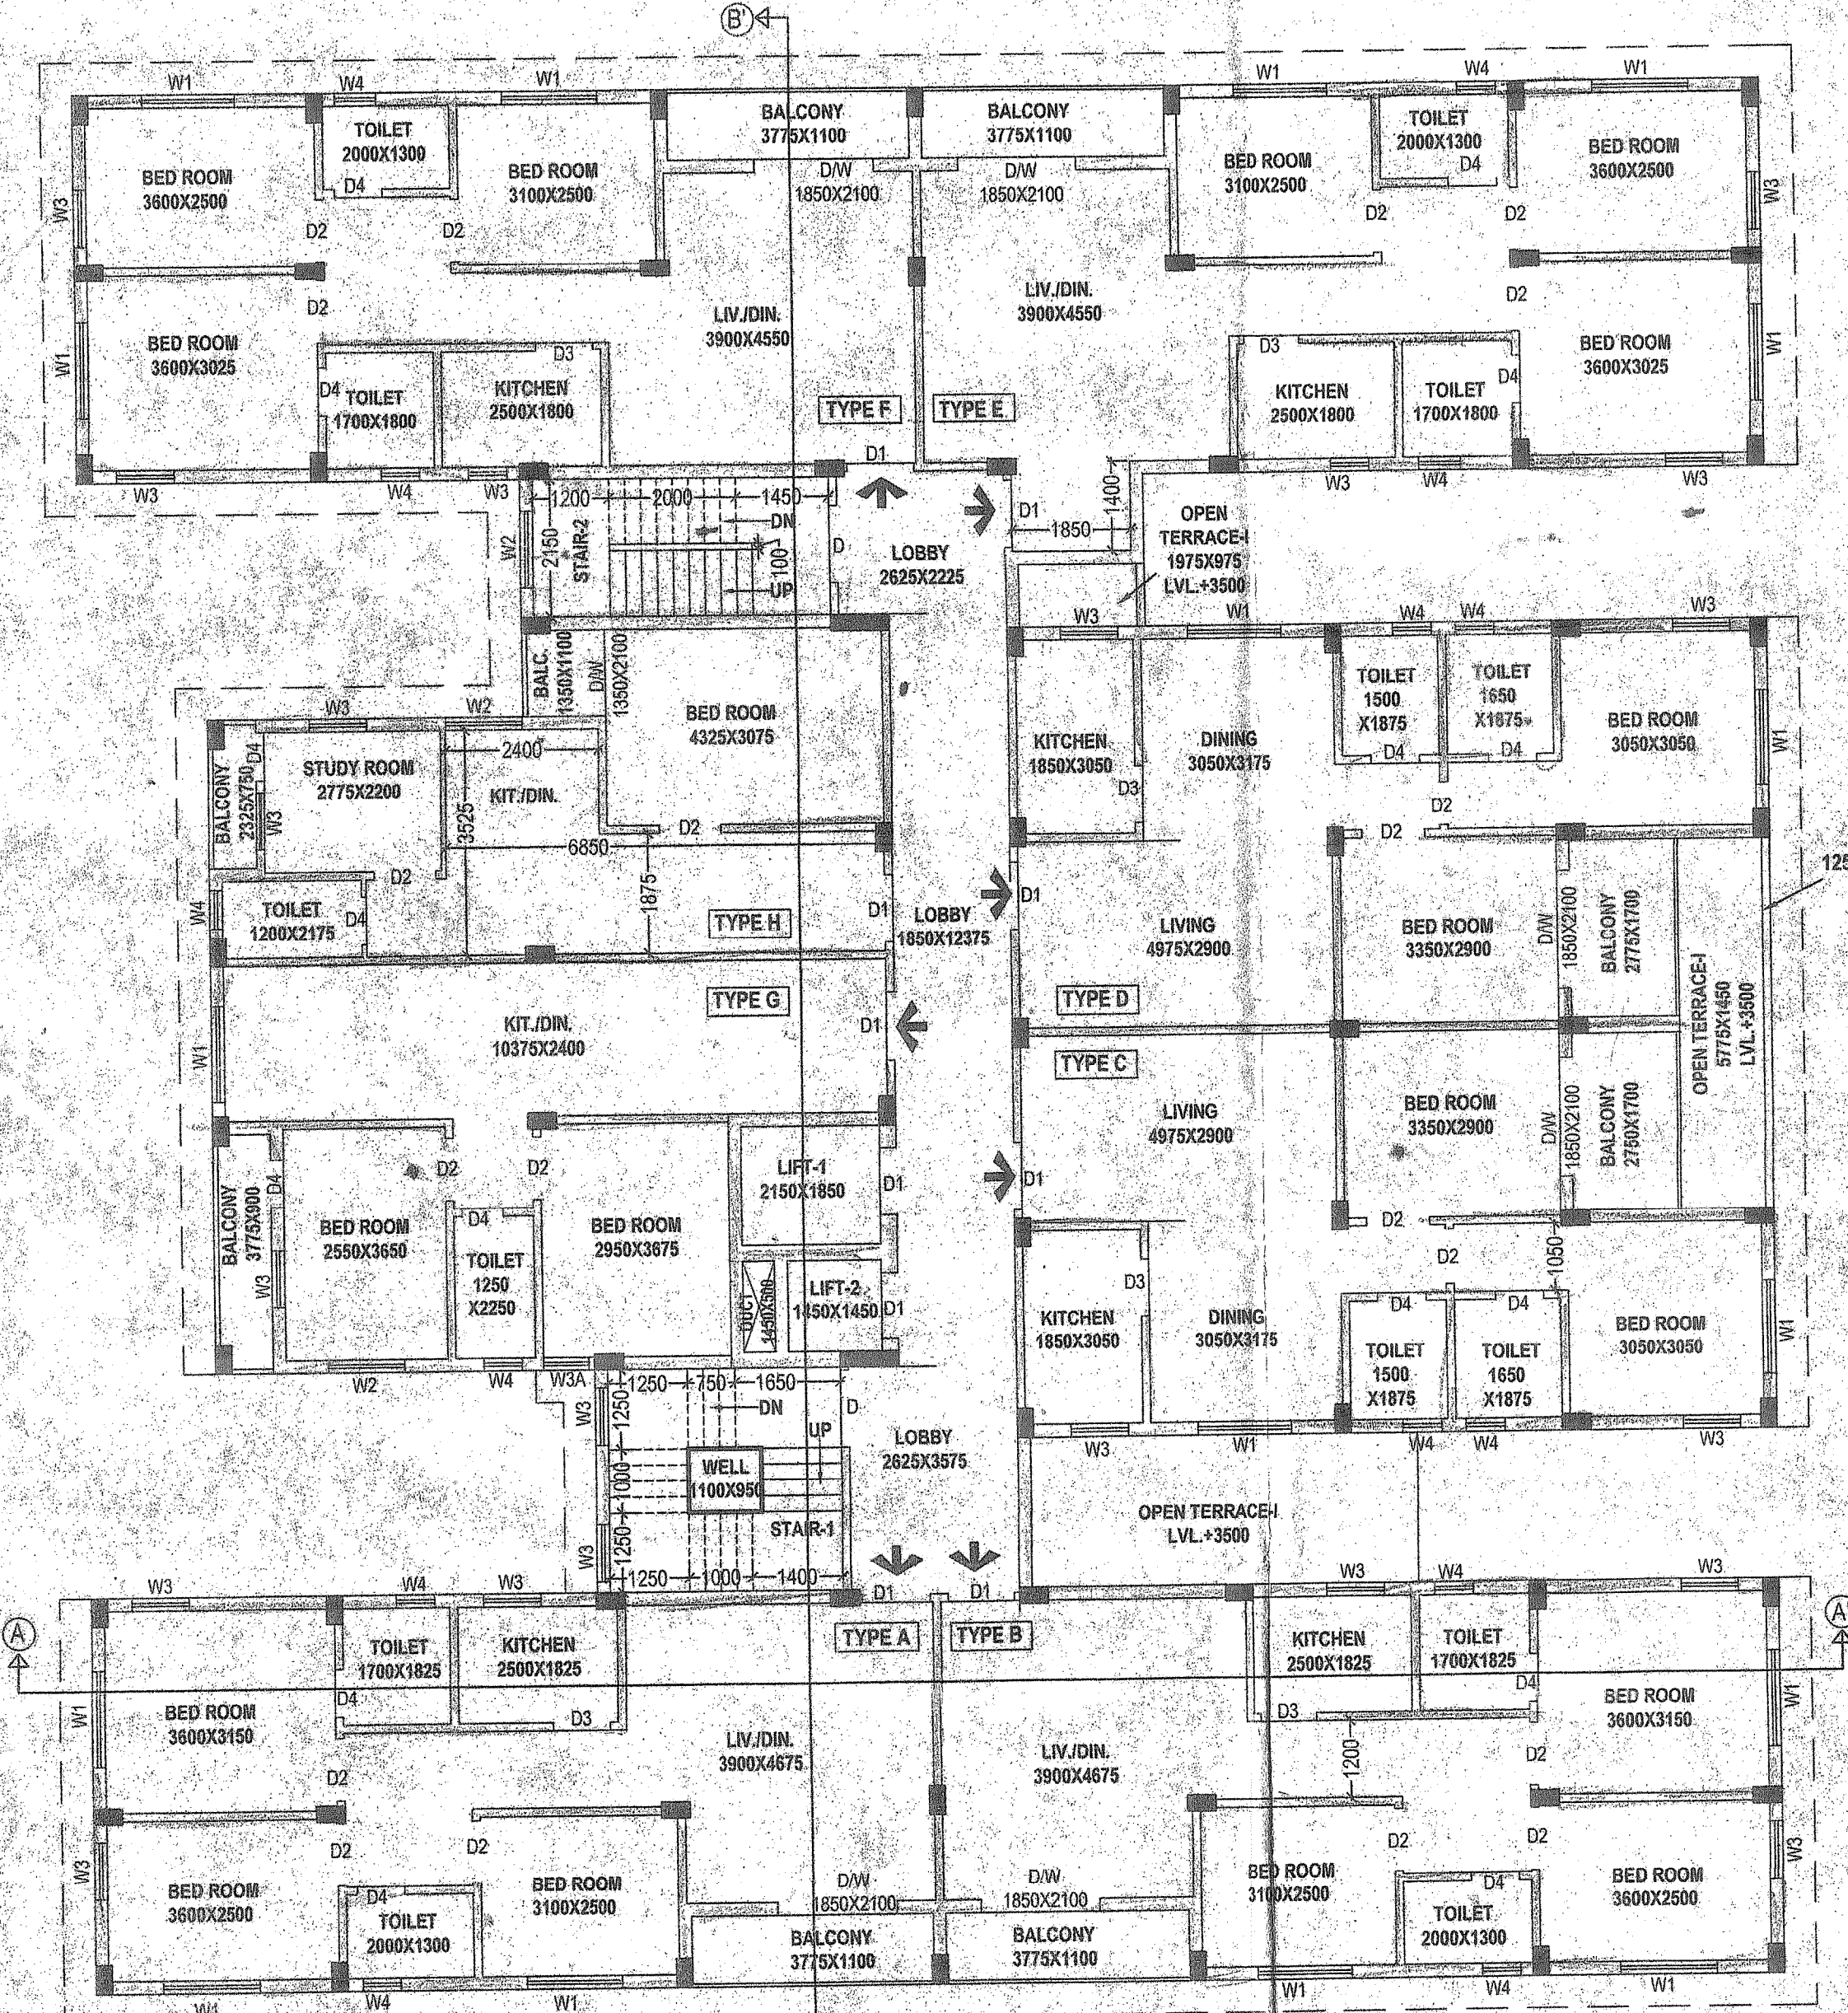 B'
W1
W4
W1
W1
W4
W1
BALCONY
3775X1100
BALCONY
3775X1100
TOILET
2000X1300
TOILET
2000X1300
BED ROOM
3600X2500
D4
BED ROOM
3100X2500
D/W
1850X2100
D/W
1850X2100
BED ROOM
3100X2500
D4
BED ROOM
3600X2500
W3
D2
D2
D2
D2
W3
D2
D2
LIV./DIN.
3900X4550
LIV./DIN.
3900X4550
W1
BED ROOM
3600X3025
D3
D3
BED ROOM
3600X3025
W1
D4
TOILET
1700X1800
KITCHEN
2500X1800
TYPE F
TYPE E
KITCHEN
2500X1800
TOILET
1700X1800
D4
D1
W3
W4
W3
W3
W4
W3
1200
2000
1450
W2
2150
STAIR-2
DN
100
UP
D
LOBBY
2625X2225
D1
1850
1400
OPEN
TERRACE-I
1975X975
LVL.+3500
W3
W1
W4
W4
W3
BALC.
1350X1100
D/W
1350X2100
BED ROOM
4325X3075
KITCHEN
1850X3050
D3
DINING
3050X3175
TOILET
1500
X1875
TOILET
1650
X1875
D4
D4
BED ROOM
3050X3050
W1
W3
W2
BALCONY
2325X750
D4
W3
STUDY ROOM
2775X2200
2400
KIT./DIN.
3525
D2
6850
1875
D2
D2
D2
W4
TOILET
1200X2175
D4
TYPE H
D1
LOBBY
1850X12375
D1
LIVING
4975X2900
BED ROOM
3350X2900
D/W
1850X2100
BALCONY
2775X1700
125
OPEN TERRACE-I
5775X1450
LVL.+3500
TYPE G
TYPE D
W1
KIT./DIN.
10375X2400
D1
TYPE C
LIVING
4975X2900
BED ROOM
3350X2900
D/W
1850X2100
BALCONY
2750X1700
D1
BALCONY
3775X900
D4
W3
BED ROOM
2550X3650
D2
D2
D4
TOILET
1250
X2250
BED ROOM
2950X3675
LIFT-1
2150X1850
D1
DUCT
1450X500
LIFT-2
1450X1450
D1
D2
D2
1050
D3
KITCHEN
1850X3050
DINING
3050X3175
D4
D4
TOILET
1500
X1875
TOILET
1650
X1875
BED ROOM
3050X3050
W1
W2
W4
W3A
W3
1250
750
1650
DN
1250
D
UP
LOBBY
2625X3575
W3
W1
W4
W4
W3
WELL
1100X950
1000
STAIR-1
1250
W3
1250
1000
1400
OPEN TERRACE-I
LVL.+3500
D1
D1
W3
W4
W3
W3
W4
W3
A
A
TYPE A
TYPE B
TOILET
1700X1825
KITCHEN
2500X1825
KITCHEN
2500X1825
TOILET
1700X1825
D4
D3
D3
D4
W1
BED ROOM
3600X3150
BED ROOM
3600X3150
W1
LIV./DIN.
3900X4675
LIV./DIN.
3900X4675
1200
D2
D2
D2
D2
D2
D2
W3
BED ROOM
3600X2500
D4
TOILET
2000X1300
BED ROOM
3100X2500
D/W
1850X2100
D/W
1850X2100
BED ROOM
3100X2500
D4
TOILET
2000X1300
BED ROOM
3600X2500
W3
BALCONY
3775X1100
BALCONY
3775X1100
W1
W4
W1
W1
W4
W1